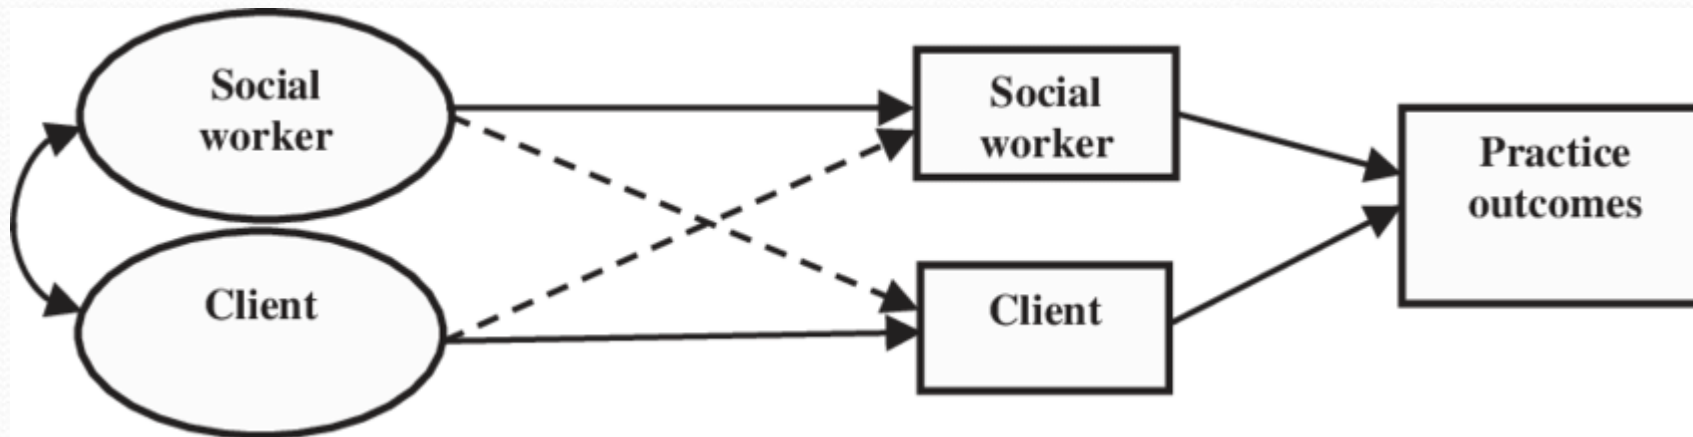 Social
worker
Client
Social
worker
Client
Practice
outcomes